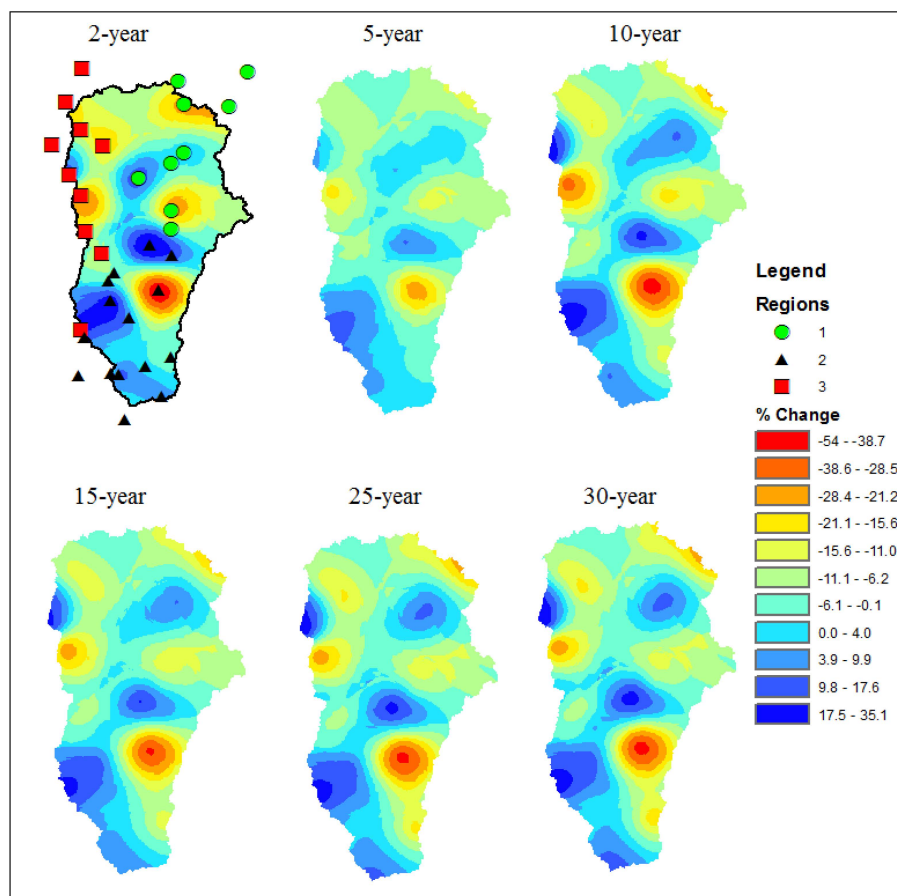 2-year
5-year
10-year
Legend
Regions
1
2
3
% Change
-54 - -38.7
-38.6 - -28.5
-28.4 - -21.2
-21.1 - -15.6
-15.6 - -11.0
-11.1 - -6.2
-6.1 - -0.1
0.0 - 4.0
3.9 - 9.9
9.8 - 17.6
17.5 - 35.1
15-year
25-year
30-year